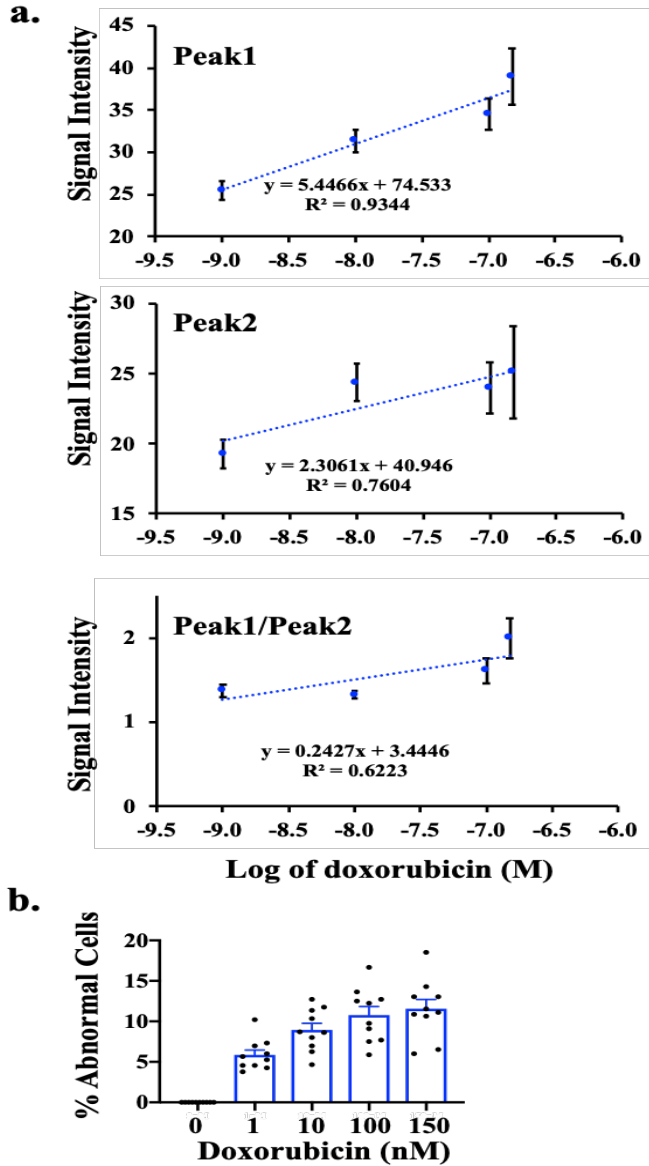 a.
Peak1
Signal Intensity
45
40
35
30
25
20
y = 5.4466x + 74.533
R² = 0.9344
-9.5 -9.0 -8.5 -8.0 -7.5 -7.0 -6.5 -6.0
Peak2
Signal Intensity
30
25
20
15
y = 2.3061x + 40.946
R² = 0.7604
-9.5 -9.0 -8.5 -8.0 -7.5 -7.0 -6.5 -6.0
Peak1/Peak2
Signal Intensity
2
1
0
y = 0.2427x + 3.4446
R² = 0.6223
-9.5 -9.0 -8.5 -8.0 -7.5 -7.0 -6.5 -6.0
Log of doxorubicin (M)
b.
% Abnormal Cells
20
15
10
5
0
0 1 10 100 150
Doxorubicin (nM)